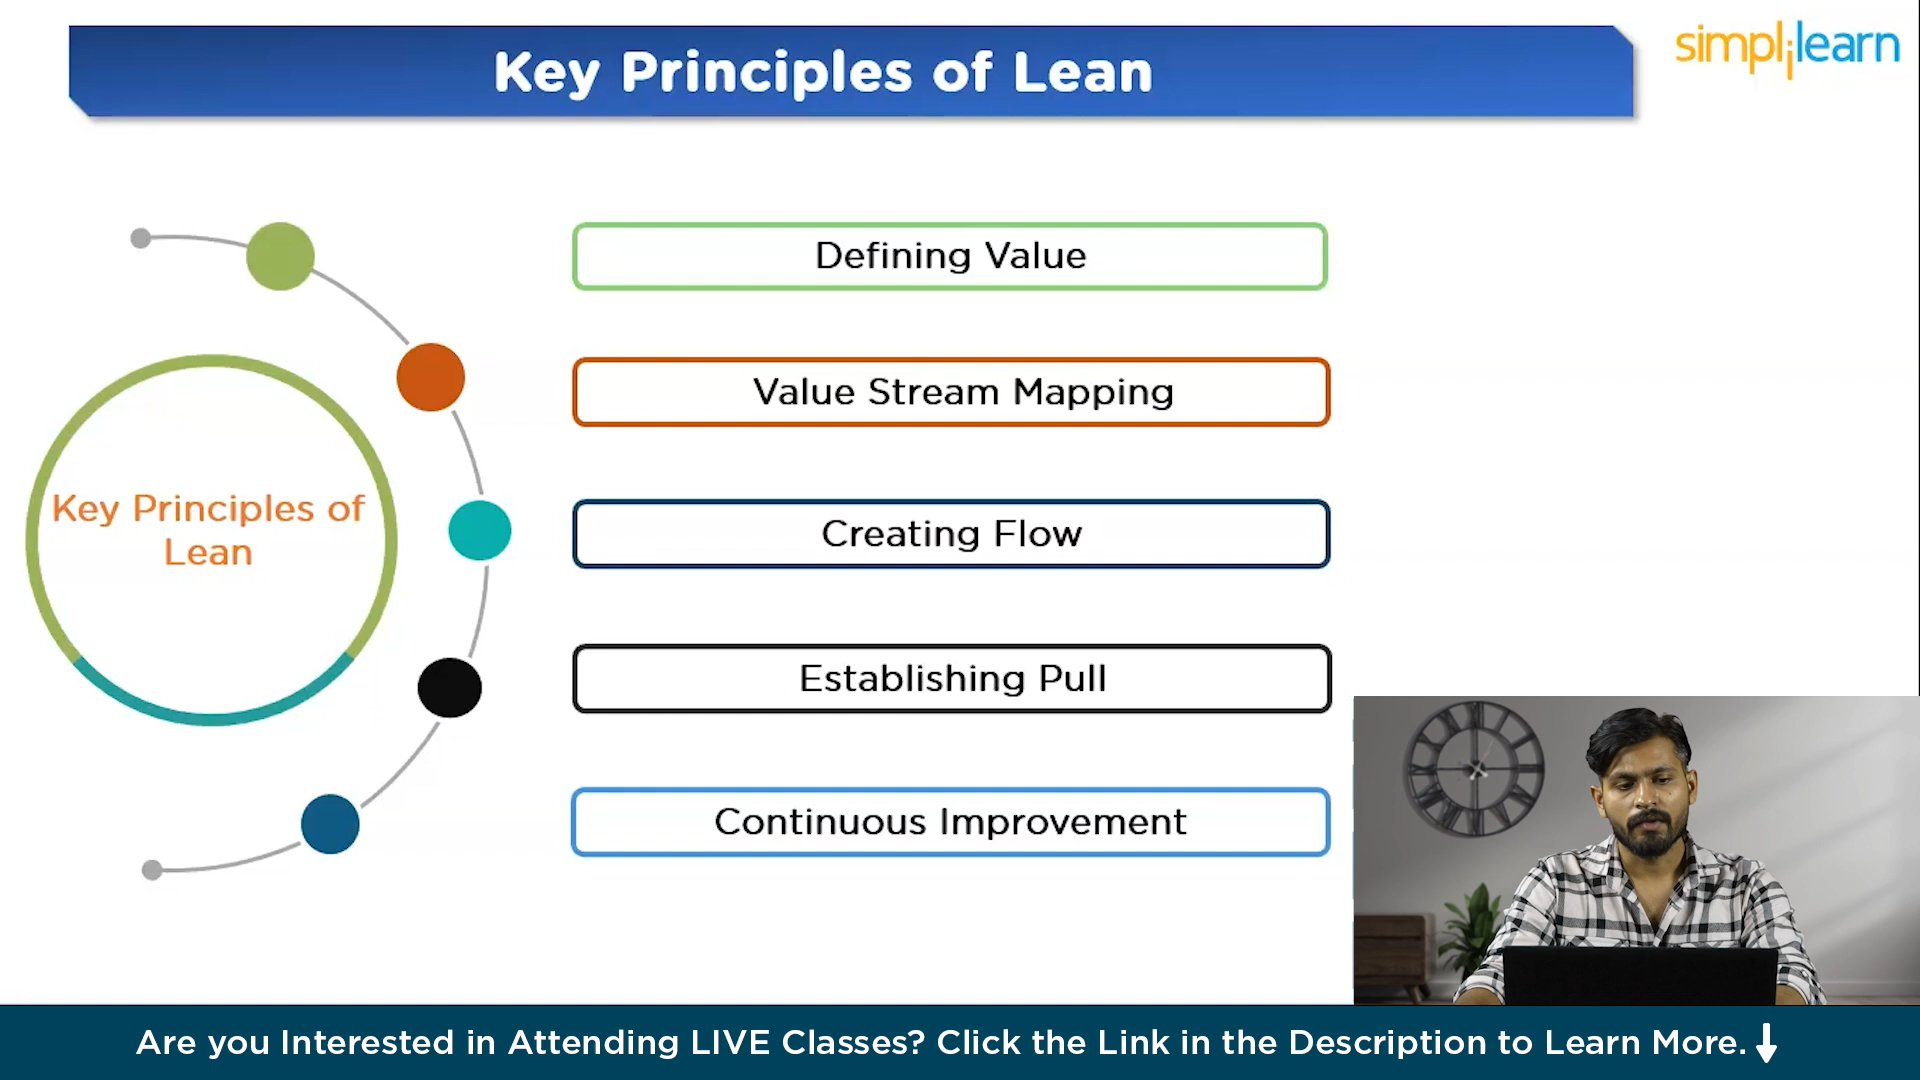 Key Principles of Lean
simplilearn
Defining Value
Value Stream Mapping
Creating Flow
Key Principles of
Lean
Establishing Pull
Continuous Improvement
Are you Interested in Attending LIVE Classes? Click the Link in the Description to Learn More.